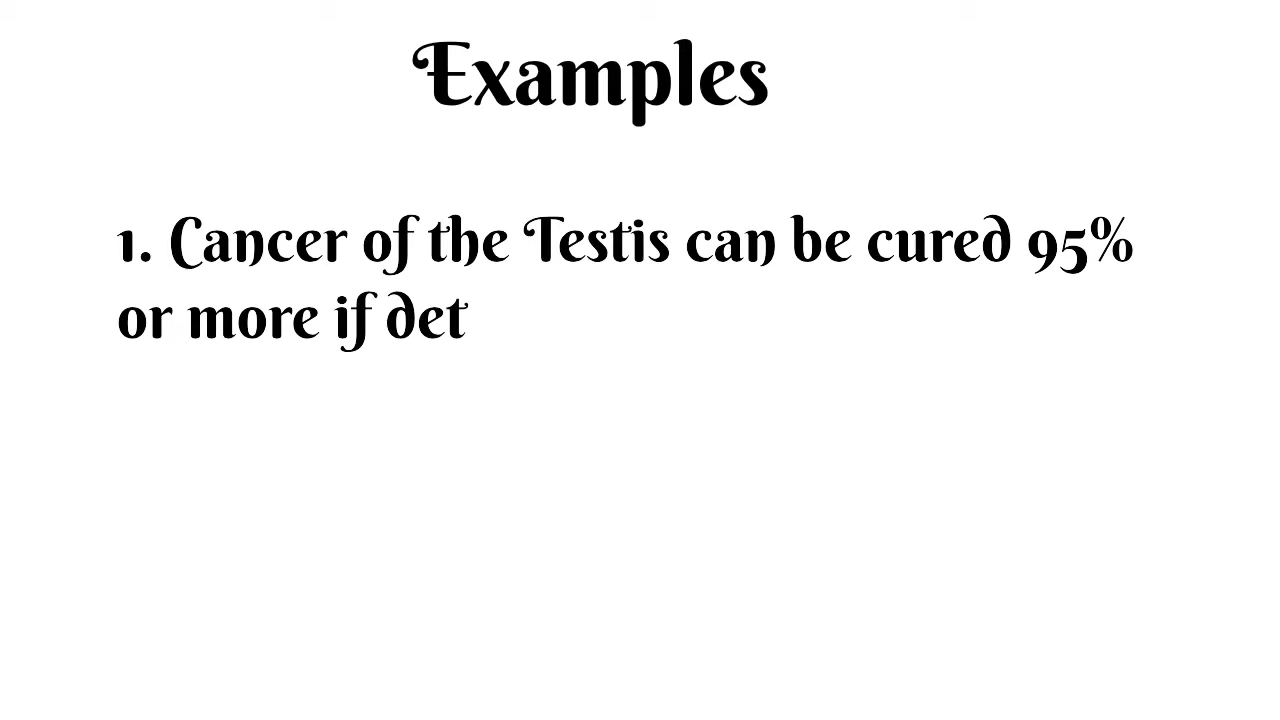 Examples
1. Cancer of the Testis can be cured 95%
or more if det